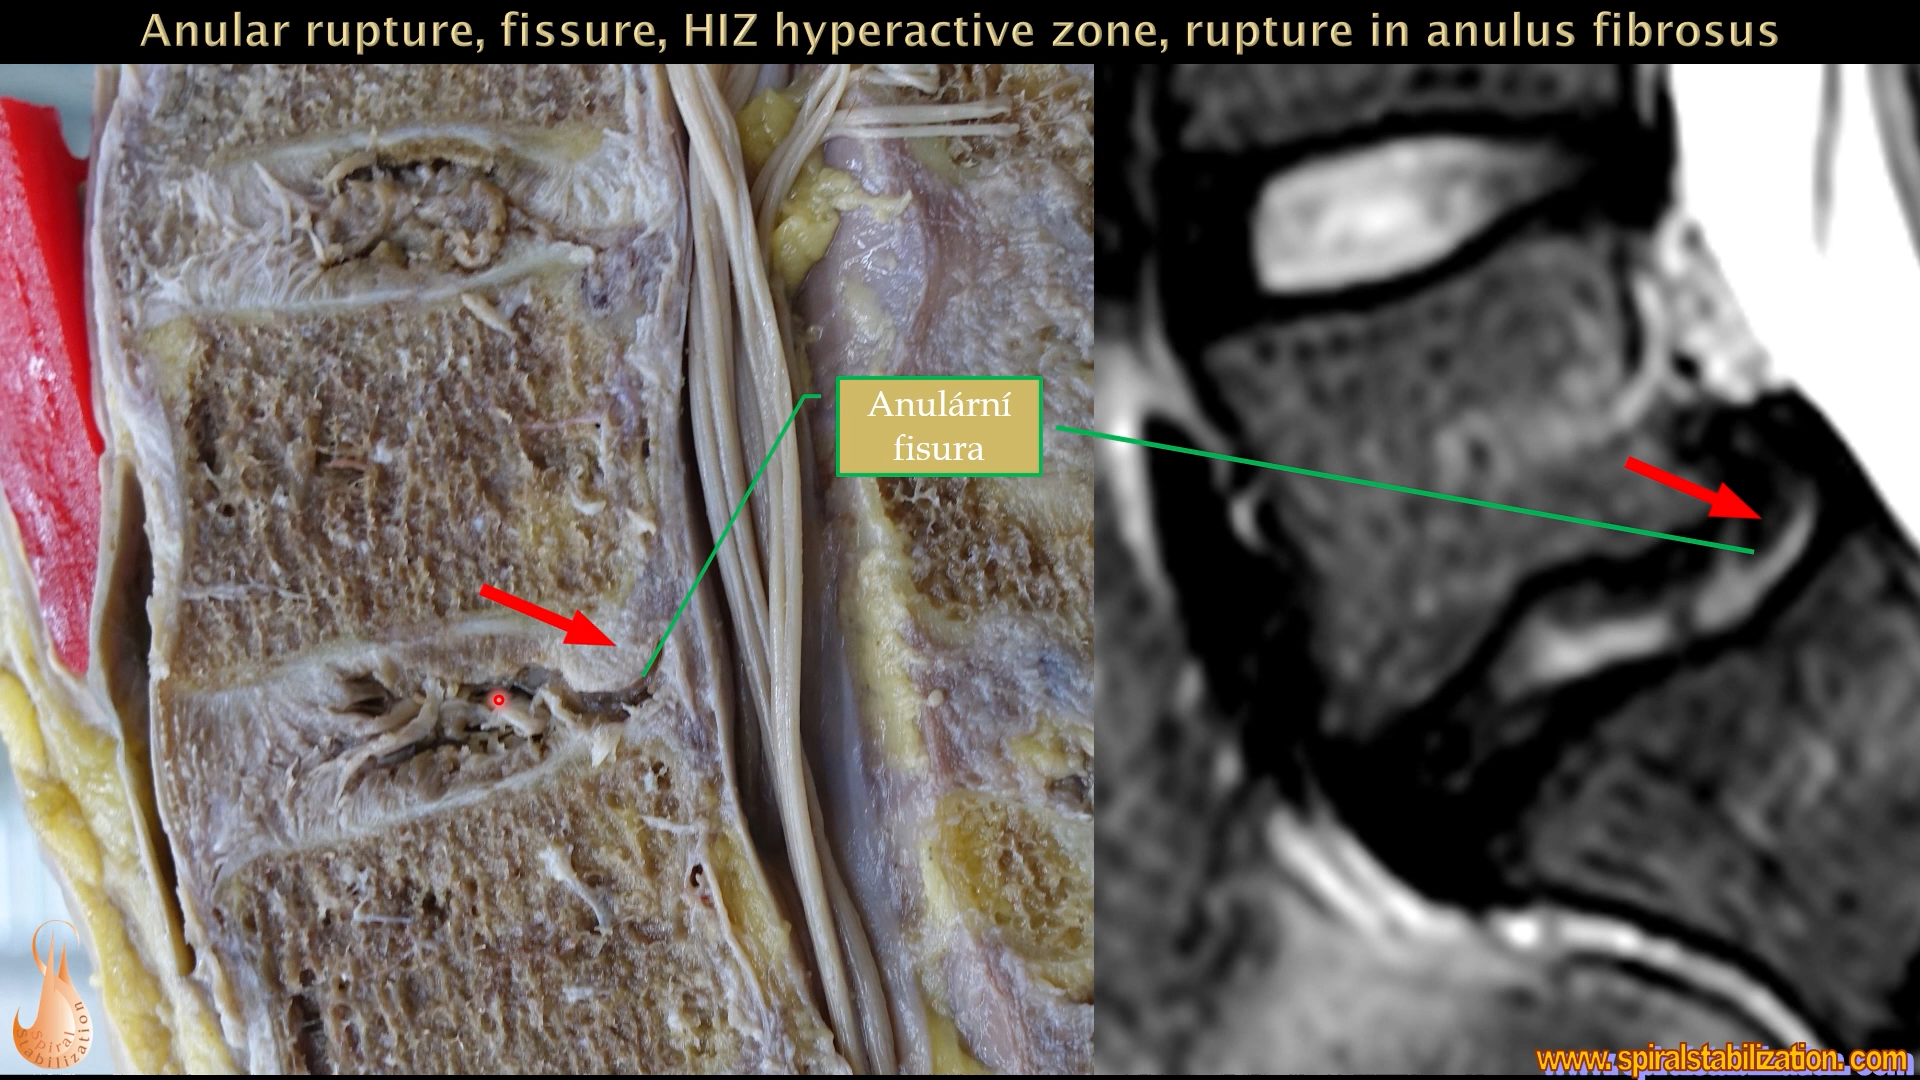 Anular rupture, fissure, HIZ hyperactive zone, rupture in anulus fibrosus
Anulární
fisura
Spiral
Stabilization
www.spiralstabilization.com